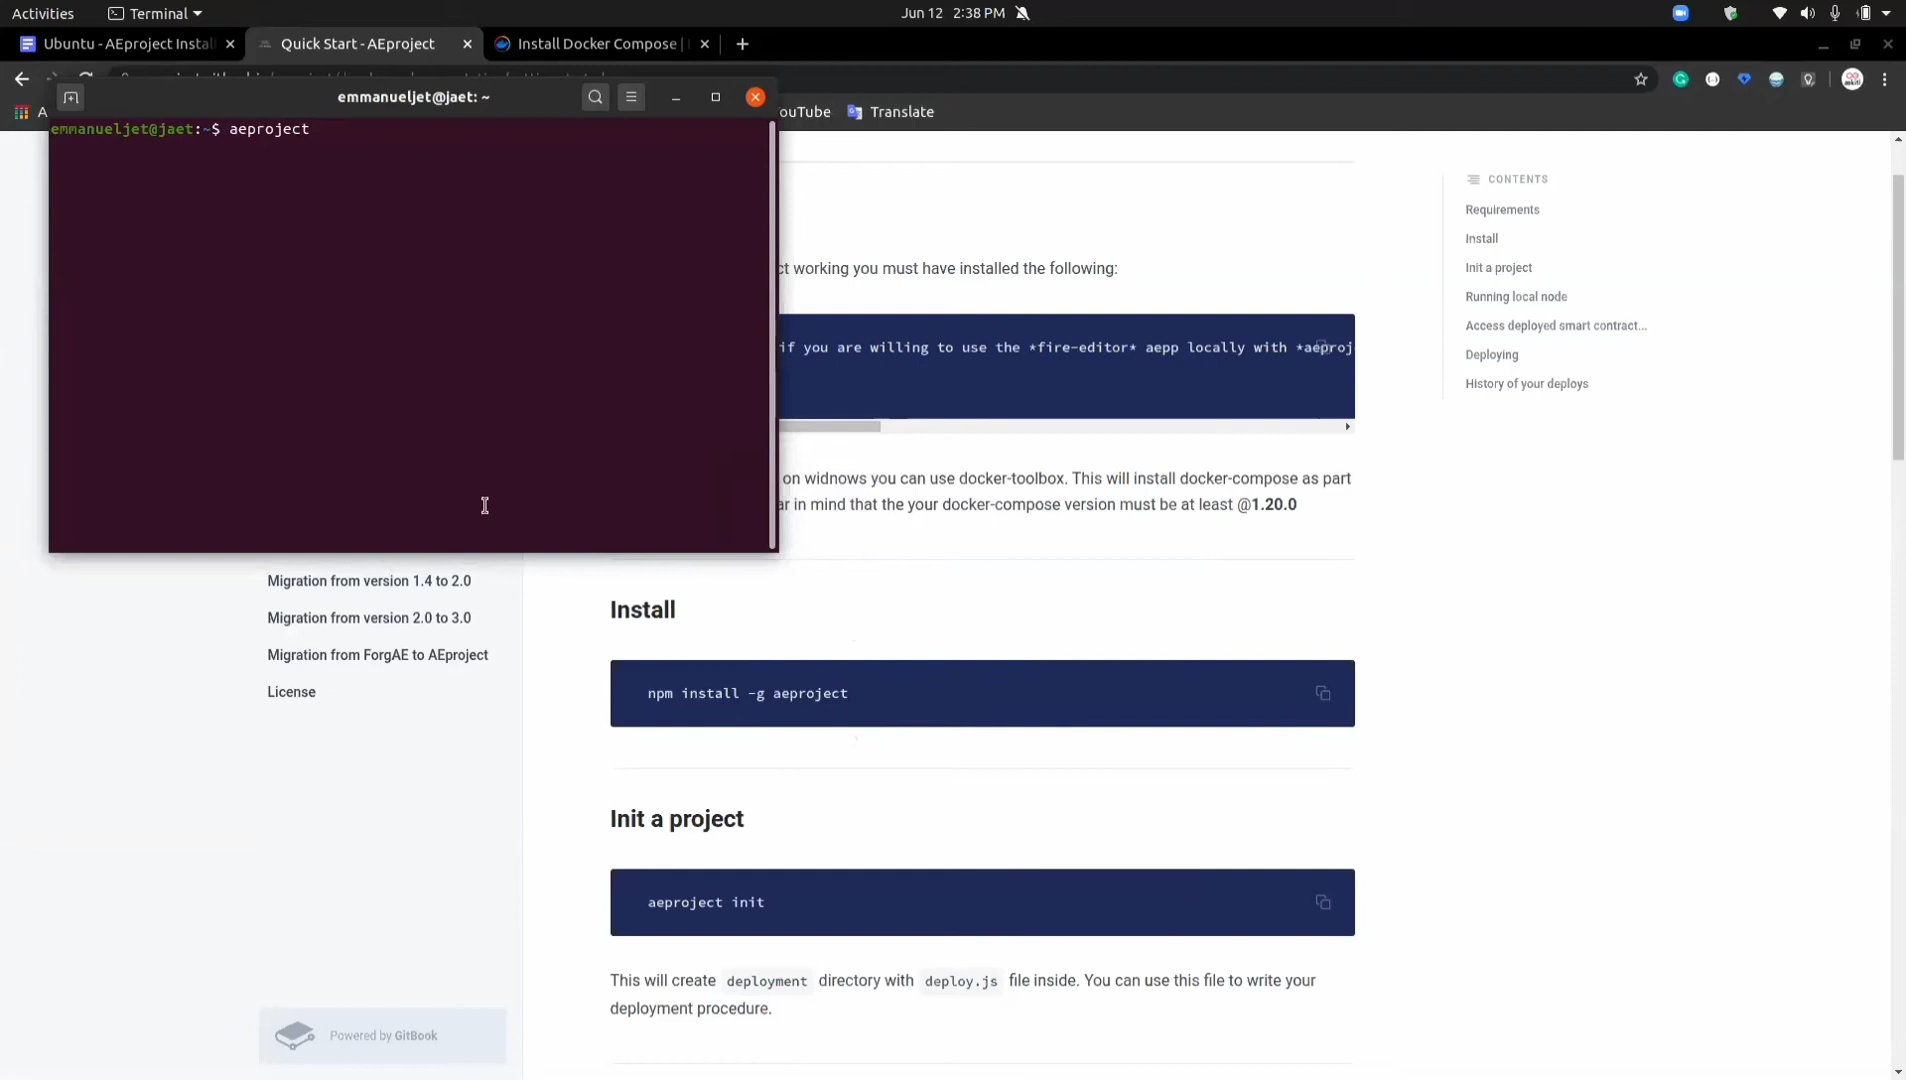 Activities
Terminal
Jun 12 2:38 PM
Ubuntu - AEproject Instal
Quick Start - AEproject
Install Docker Compose |
ouTube
Translate
emmanueljet@jaet: ~
emmanueljet@jaet:~$ aeproject
ct working you must have installed the following:
if you are willing to use the *fire-editor* aepp locally with *aeproj
on widnows you can use docker-toolbox. This will install docker-compose as part
ar in mind that the your docker-compose version must be at least @1.20.0
CONTENTS
Requirements
Install
Init a project
Running local node
Access deployed smart contract...
Deploying
History of your deploys
Migration from version 1.4 to 2.0
Migration from version 2.0 to 3.0
Migration from ForgAE to AEproject
License
Powered by GitBook
Install
npm install -g aeproject
Init a project
aeproject init
This will create deployment directory with deploy.js file inside. You can use this file to write your
deployment procedure.